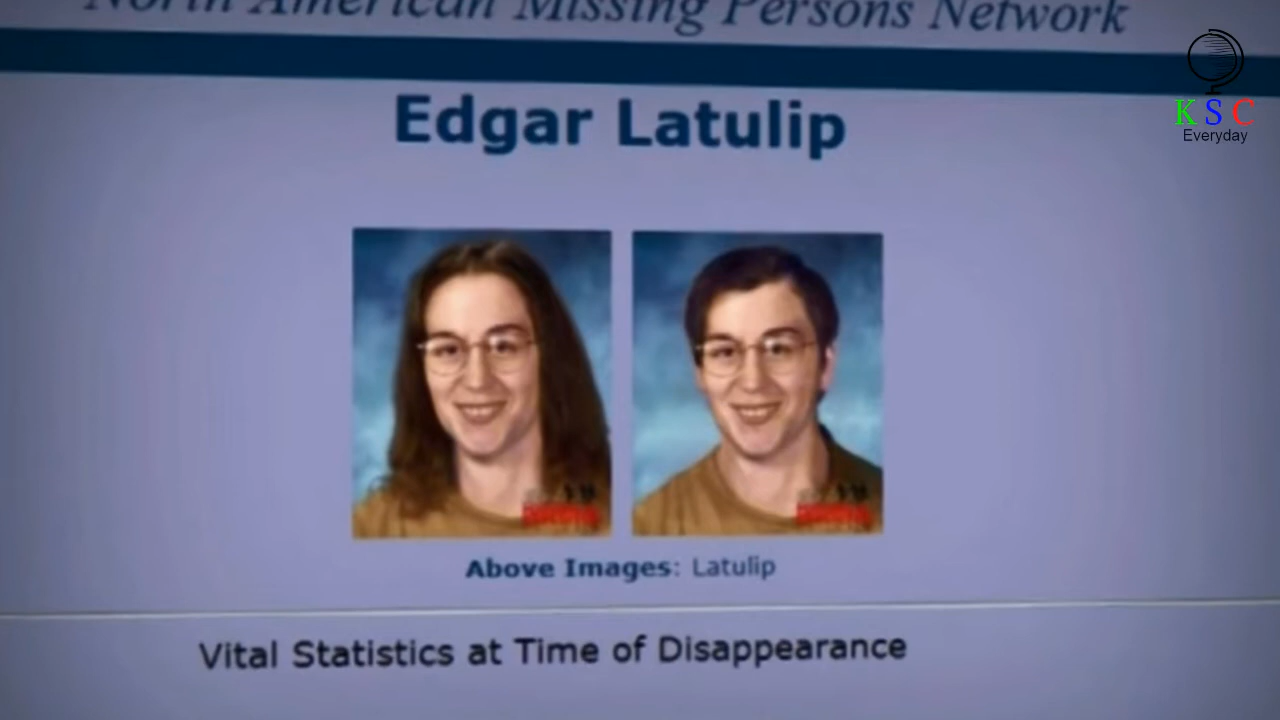 North American Missing Persons Network
K S C
Everyday
Edgar Latulip
Above Images: Latulip
Vital Statistics at Time of Disappearance